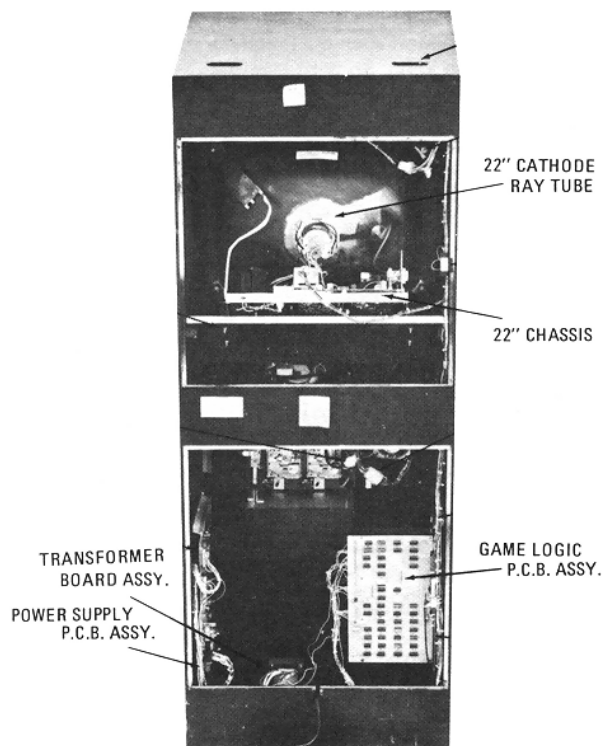 22" CATHODE
RAY TUBE
22" CHASSIS
TRANSFORMER
BOARD ASSY.
GAME LOGIC
P.C.B. ASSY.
POWER SUPPLY
P.C.B. ASSY.